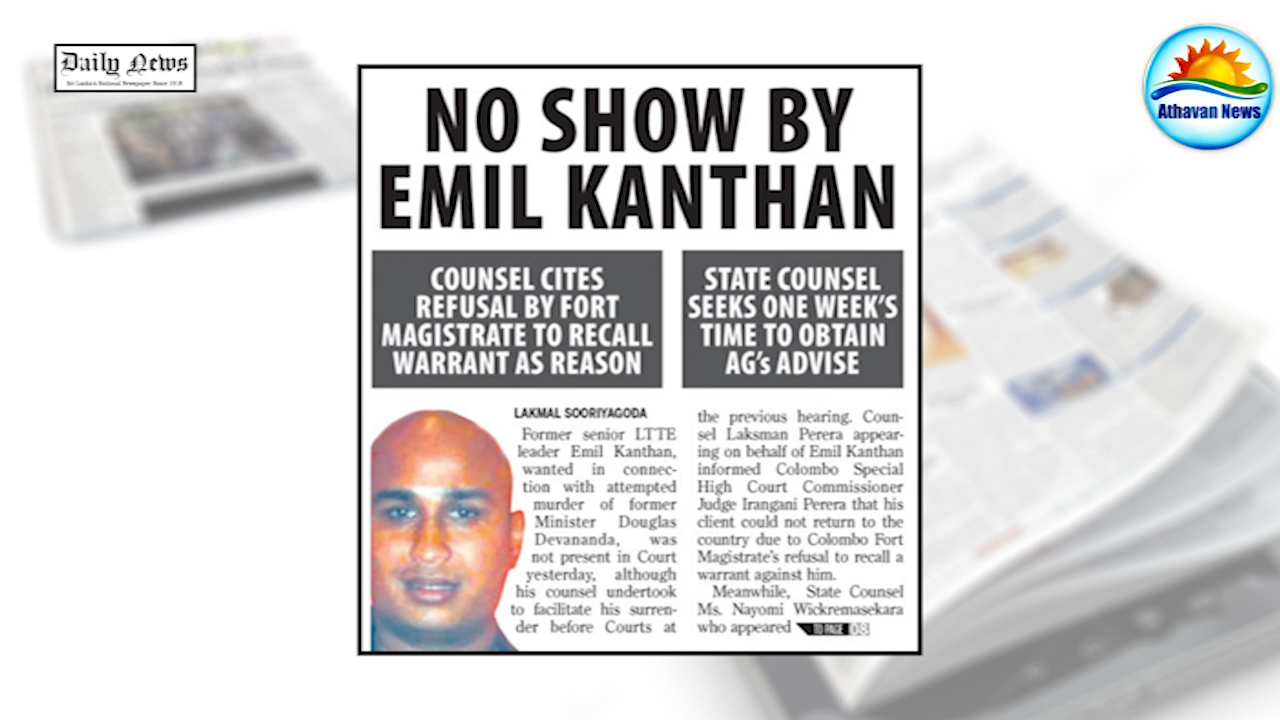 Daily News
Sri Lanka's National Newspaper Since 1918
Athavan News
NO SHOW BY
EMIL KANTHAN
COUNSEL CITES
REFUSAL BY FORT
MAGISTRATE TO RECALL
WARRANT AS REASON
STATE COUNSEL
SEEKS ONE WEEK'S
TIME TO OBTAIN
AG's ADVISE
LAKMAL SOORIYAGODA
Former senior LTTE
leader Emil Kanthan,
wanted in connec-
tion with attempted
murder of former
Minister Douglas
Devananda, was
not present in Court
yesterday, although
his counsel undertook
to facilitate his surren-
der before Courts at
the previous hearing. Coun-
sel Laksman Perera appear-
ing on behalf of Emil Kanthan
informed Colombo Special
High Court Commissioner
Judge Irangani Perera that his
client could not return to the
country due to Colombo Fort
Magistrate's refusal to recall a
warrant against him.
Meanwhile, State Counsel
Ms. Nayomi Wickremasekara
who appeared TO PAGE 08